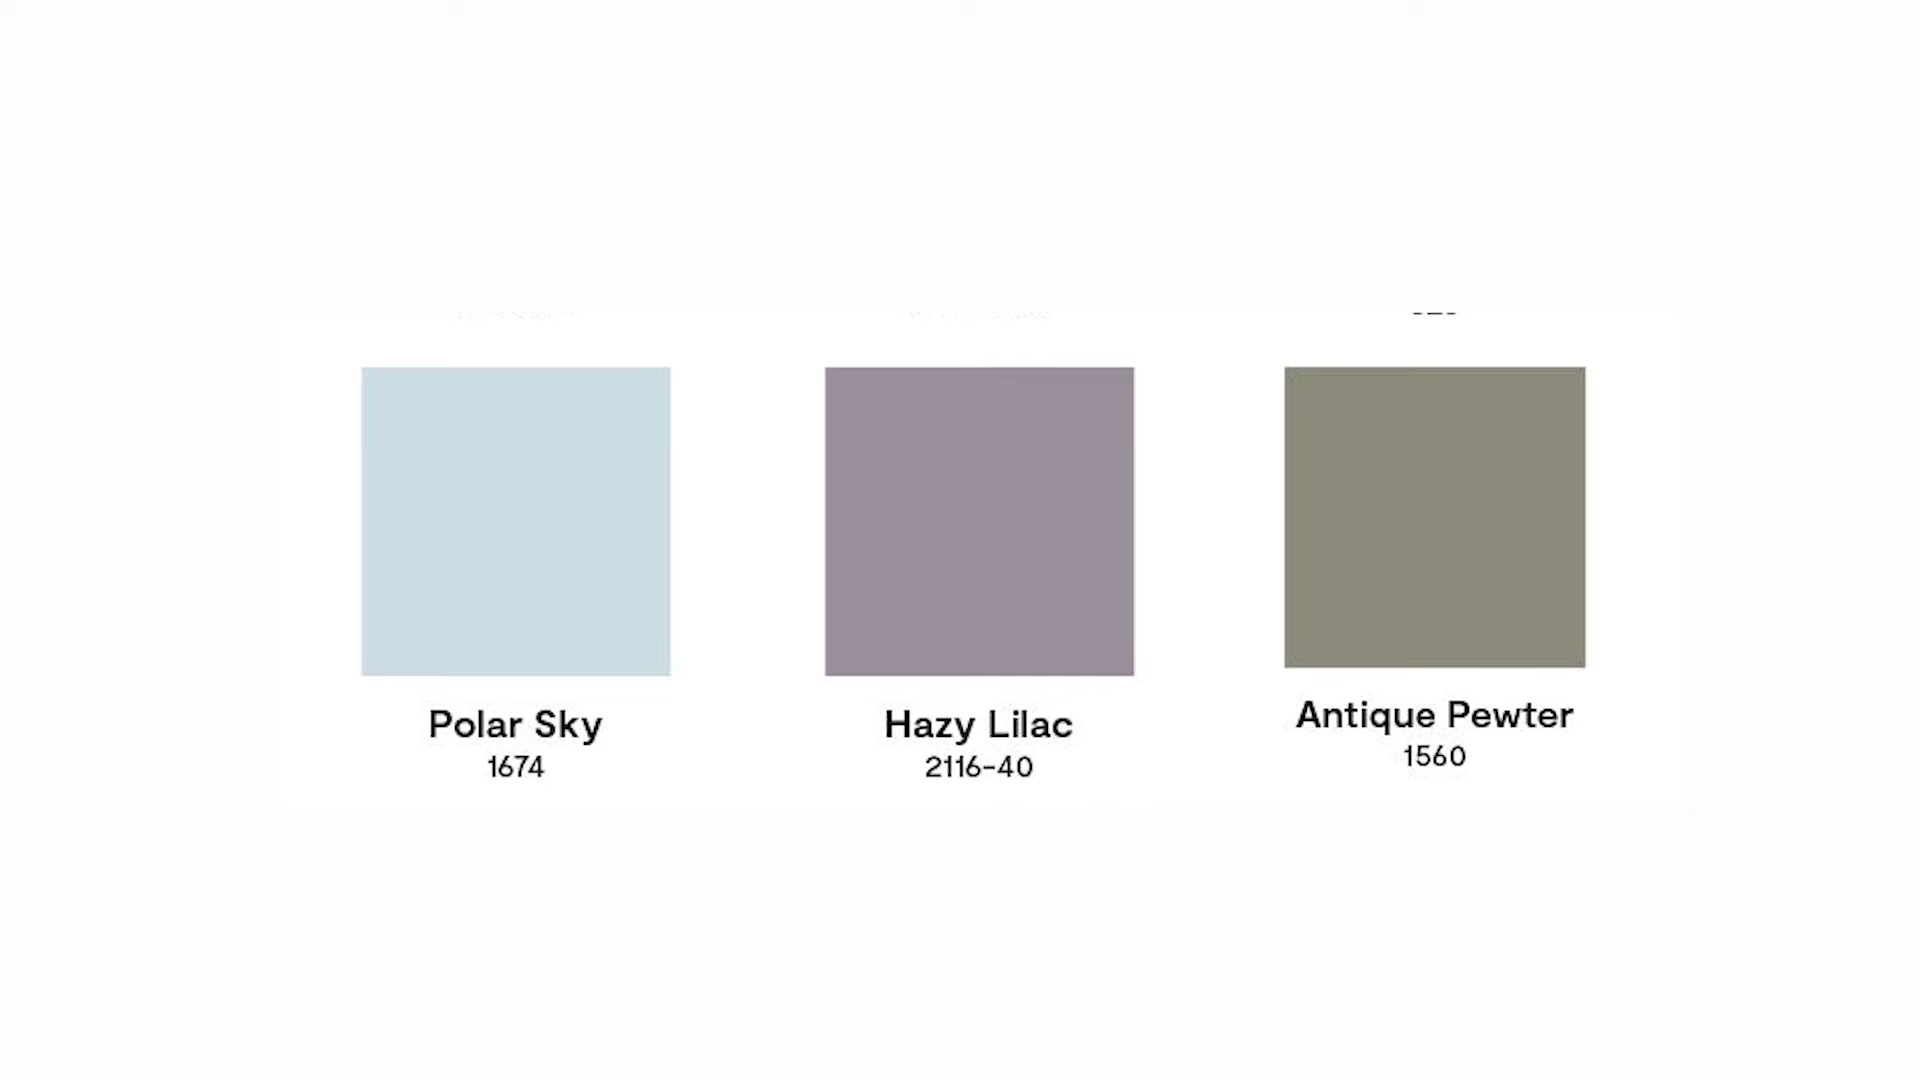 Polar Sky
1674
Hazy Lilac
2116-40
Antique Pewter
1560